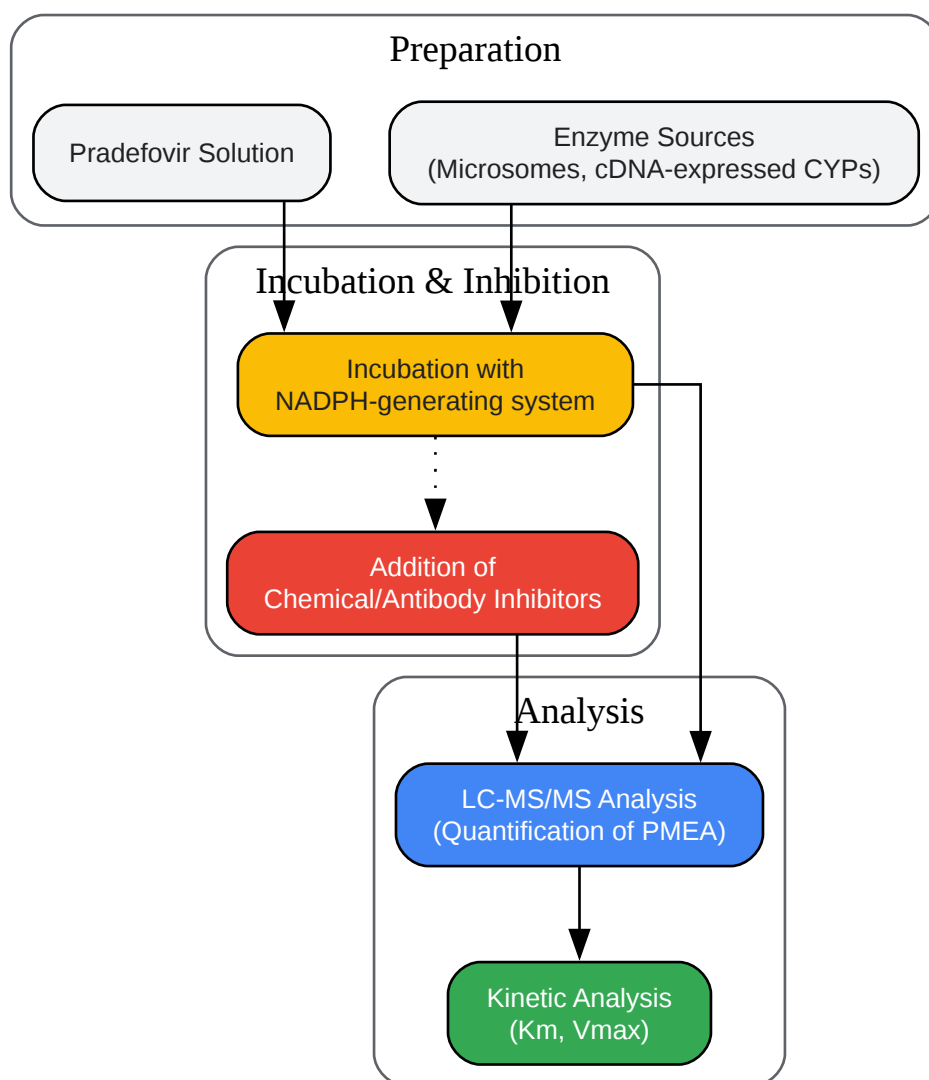 Preparation
Pradefovir Solution
Enzyme Sources
(Microsomes, cDNA-expressed CYPs)
Incubation & Inhibition
Incubation with
NADPH-generating system
Addition of
Chemical/Antibody Inhibitors
Analysis
LC-MS/MS Analysis
(Quantification of PMEA)
Kinetic Analysis
(Km, Vmax)